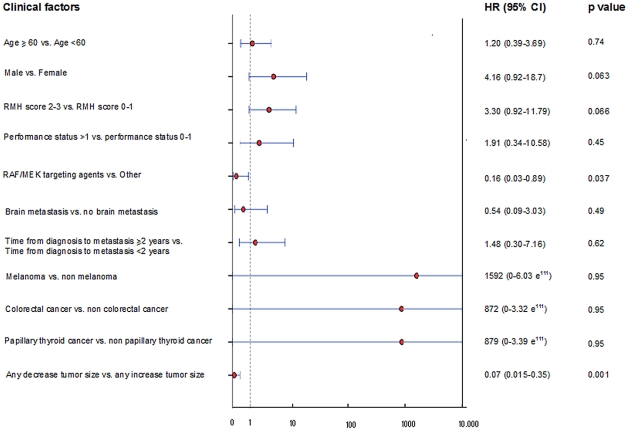 Clinical factors HR (95% CI) p value
Age ≥ 60 vs. Age <60 1.20 (0.39-3.69) 0.74
Male vs. Female 4.16 (0.92-18.7) 0.063
RMH score 2-3 vs. RMH score 0-1 3.30 (0.92-11.79) 0.066
Performance status >1 vs. performance status 0-1 1.91 (0.34-10.58) 0.45
RAF/MEK targeting agents vs. Other 0.16 (0.03-0.89) 0.037
Brain metastasis vs. no brain metastasis 0.54 (0.09-3.03) 0.49
Time from diagnosis to metastasis ≥2 years vs. 1.48 (0.30-7.16) 0.62
Time from diagnosis to metastasis <2 years
Melanoma vs. non melanoma 1592 (0-6.03 e¹¹¹) 0.95
Colorectal cancer vs. non colorectal cancer 872 (0-3.32 e¹¹¹) 0.95
Papillary thyroid cancer vs. non papillary thyroid cancer 879 (0-3.39 e¹¹¹) 0.95
Any decrease tumor size vs. any increase tumor size 0.07 (0.015-0.35) 0.001
0 1 10 100 1000 10.000